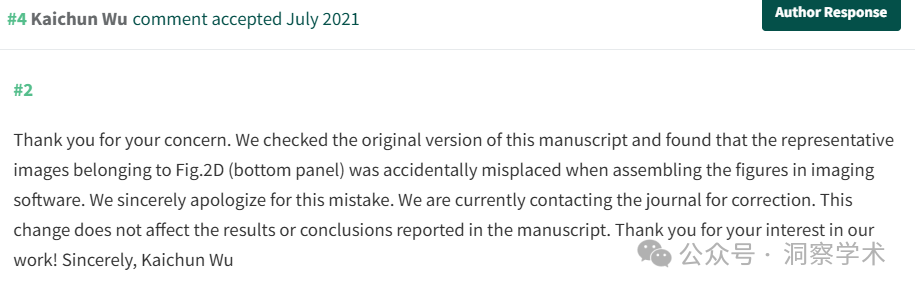 #4 Kaichun Wu comment accepted July 2021
Author Response
#2
Thank you for your concern. We checked the original version of this manuscript and found that the representative
images belonging to Fig.2D (bottom panel) was accidentally misplaced when assembling the figures in imaging
software. We sincerely apologize for this mistake. We are currently contacting the journal for correction. This
change does not affect the results or conclusions reported in the manuscript. Thank you for your interest in our
work! Sincerely, Kaichun Wu
公众号 · 洞察学术